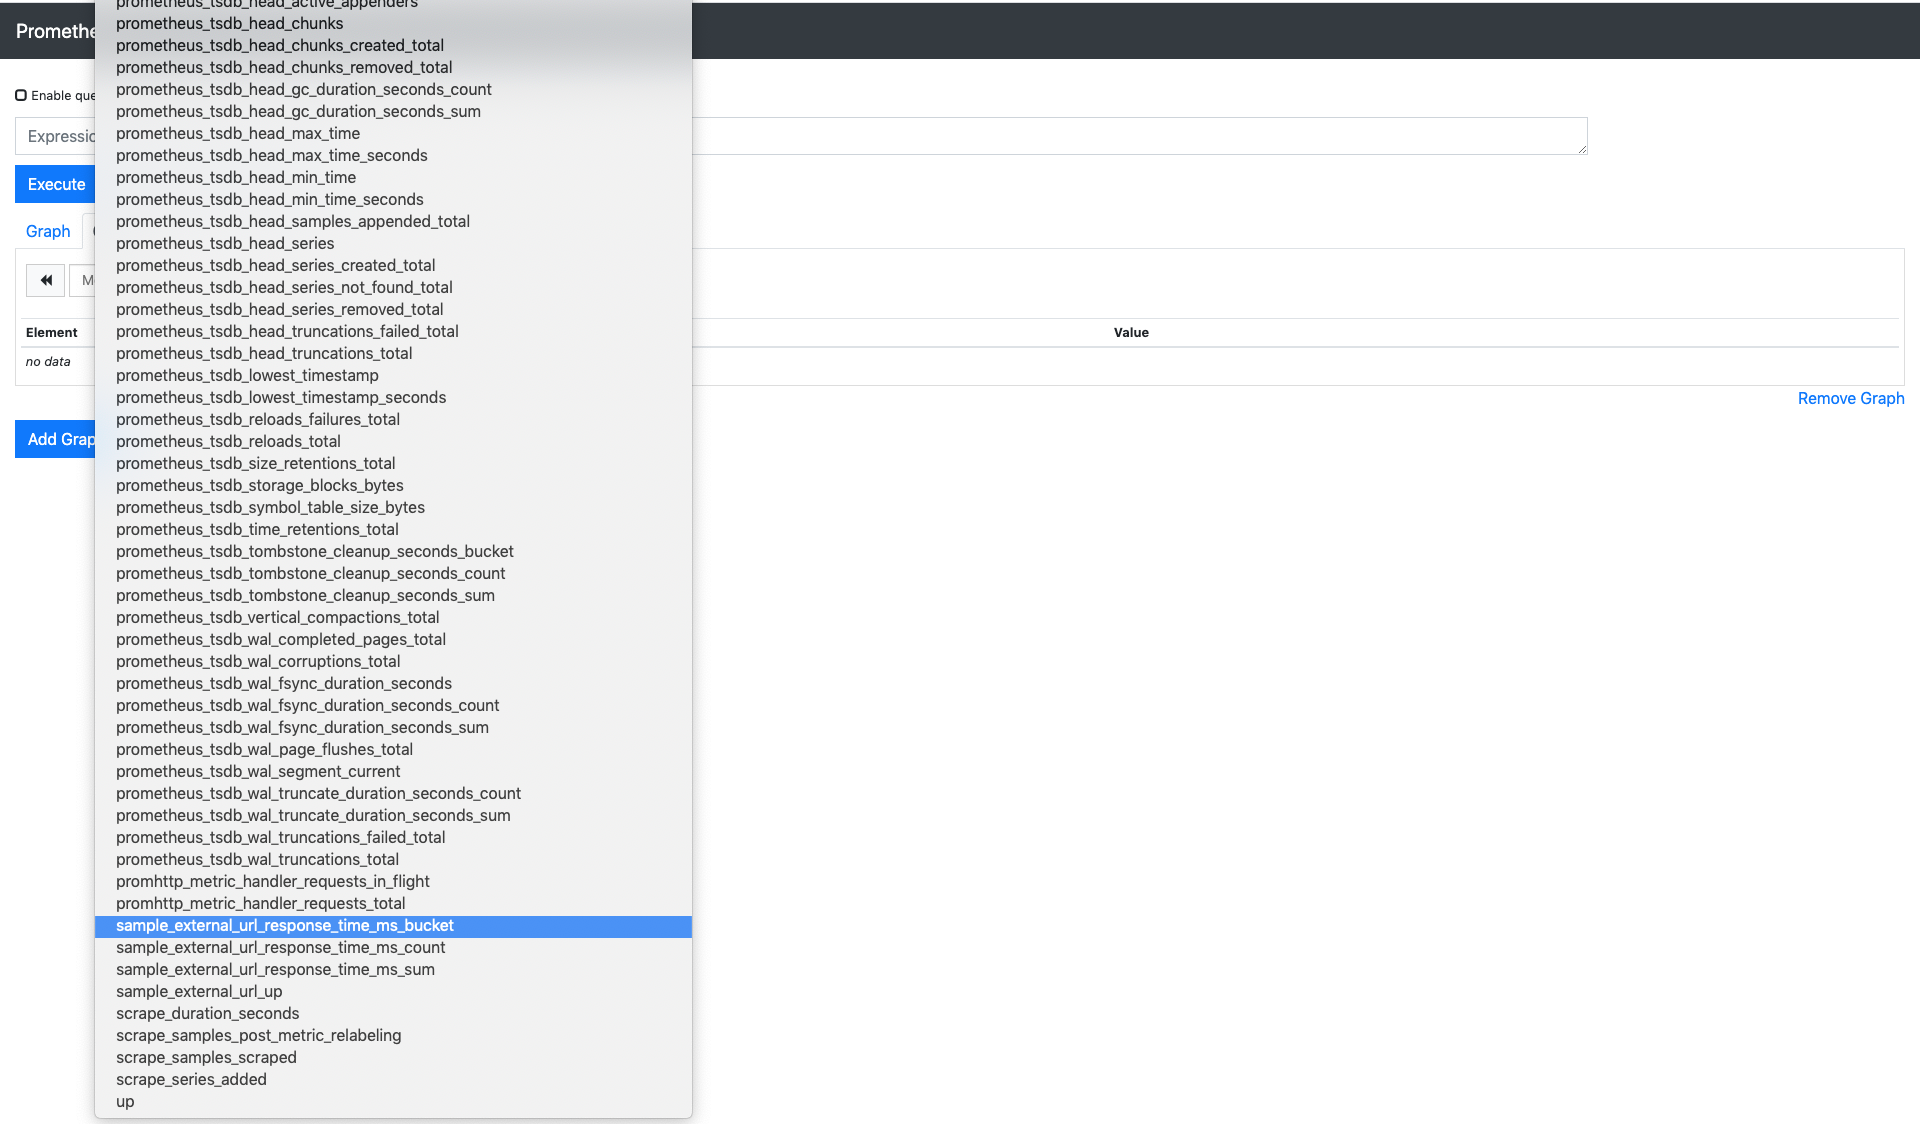 prometheus_tsdb_head_active_appenders
prometheus_tsdb_head_chunks
Promethe
prometheus_tsdb_head_chunks_created_total
prometheus_tsdb_head_chunks_removed_total
prometheus_tsdb_head_gc_duration_seconds_count
Enable que
prometheus_tsdb_head_gc_duration_seconds_sum
prometheus_tsdb_head_max_time
Expressio
prometheus_tsdb_head_max_time_seconds
prometheus_tsdb_head_min_time
Execute
prometheus_tsdb_head_min_time_seconds
prometheus_tsdb_head_samples_appended_total
Graph
prometheus_tsdb_head_series
prometheus_tsdb_head_series_created_total
M
prometheus_tsdb_head_series_not_found_total
prometheus_tsdb_head_series_removed_total
prometheus_tsdb_head_truncations_failed_total
Element
Value
prometheus_tsdb_head_truncations_total
no data
prometheus_tsdb_lowest_timestamp
prometheus_tsdb_lowest_timestamp_seconds
Remove Graph
prometheus_tsdb_reloads_failures_total
prometheus_tsdb_reloads_total
Add Grap
prometheus_tsdb_size_retentions_total
prometheus_tsdb_storage_blocks_bytes
prometheus_tsdb_symbol_table_size_bytes
prometheus_tsdb_time_retentions_total
prometheus_tsdb_tombstone_cleanup_seconds_bucket
prometheus_tsdb_tombstone_cleanup_seconds_count
prometheus_tsdb_tombstone_cleanup_seconds_sum
prometheus_tsdb_vertical_compactions_total
prometheus_tsdb_wal_completed_pages_total
prometheus_tsdb_wal_corruptions_total
prometheus_tsdb_wal_fsync_duration_seconds
prometheus_tsdb_wal_fsync_duration_seconds_count
prometheus_tsdb_wal_fsync_duration_seconds_sum
prometheus_tsdb_wal_page_flushes_total
prometheus_tsdb_wal_segment_current
prometheus_tsdb_wal_truncate_duration_seconds_count
prometheus_tsdb_wal_truncate_duration_seconds_sum
prometheus_tsdb_wal_truncations_failed_total
prometheus_tsdb_wal_truncations_total
promhttp_metric_handler_requests_in_flight
promhttp_metric_handler_requests_total
sample_external_url_response_time_ms_bucket
sample_external_url_response_time_ms_count
sample_external_url_response_time_ms_sum
sample_external_url_up
scrape_duration_seconds
scrape_samples_post_metric_relabeling
scrape_samples_scraped
scrape_series_added
up